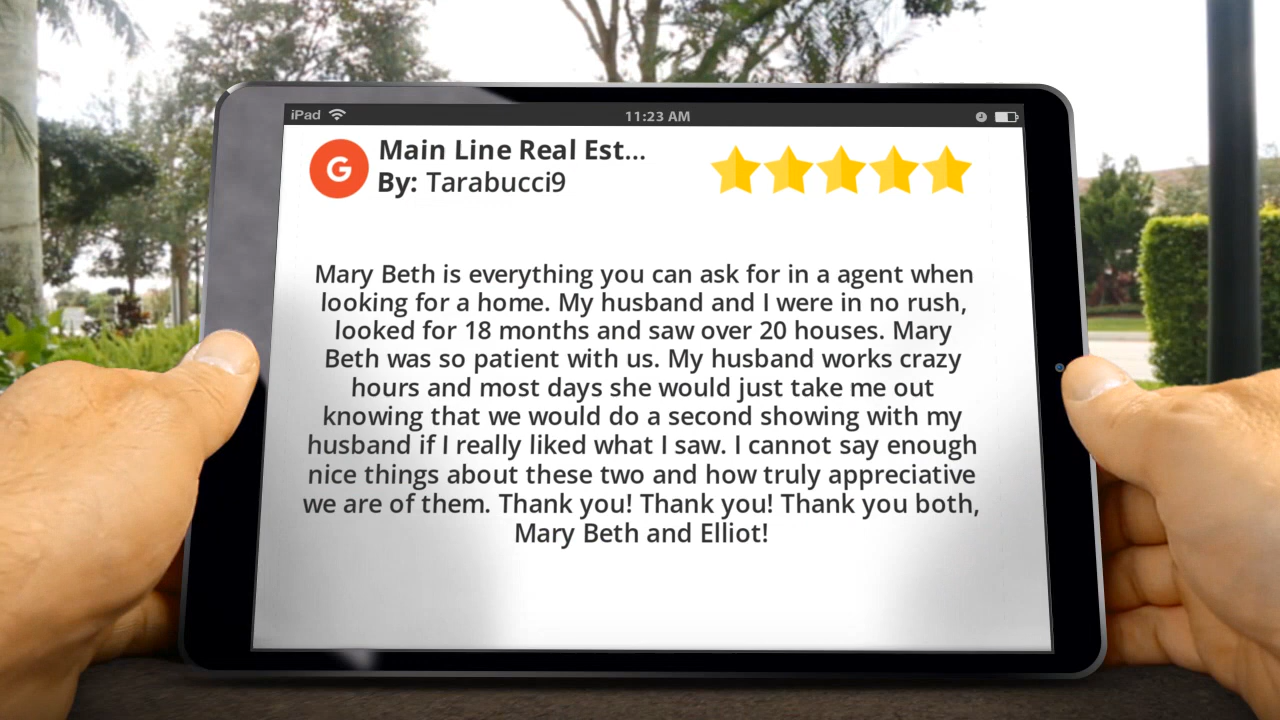 iPad
11:23 AM
G
Main Line Real Est...
By: Tarabucci9
Mary Beth is everything you can ask for in a agent when
looking for a home. My husband and I were in no rush,
looked for 18 months and saw over 20 houses. Mary
Beth was so patient with us. My husband works crazy
hours and most days she would just take me out
knowing that we would do a second showing with my
husband if I really liked what I saw. I cannot say enough
nice things about these two and how truly appreciative
we are of them. Thank you! Thank you! Thank you both,
Mary Beth and Elliot!